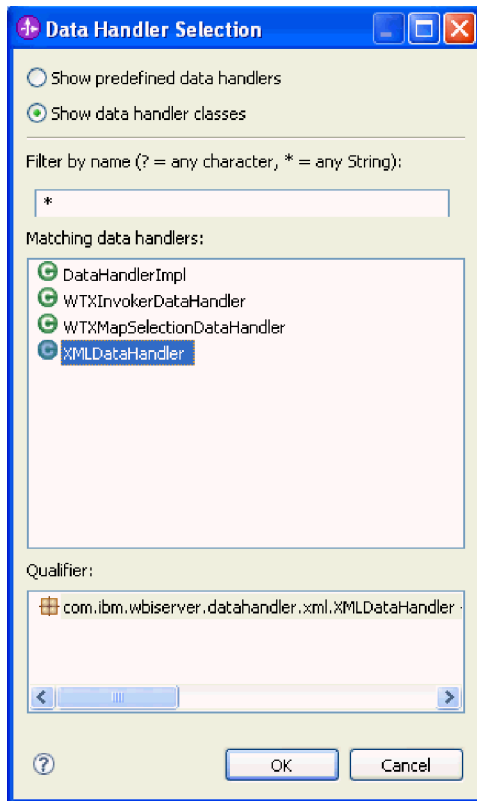 Data Handler Selection
Show predefined data handlers
Show data handler classes
Filter by name (? = any character, * = any String):
*
Matching data handlers:
DataHandlerImpl
WTXInvokerDataHandler
WTXMapSelectionDataHandler
XMLDataHandler
Qualifier:
com.ibm.wbiserver.datahandler.xml.XMLDataHandler -
OK
Cancel